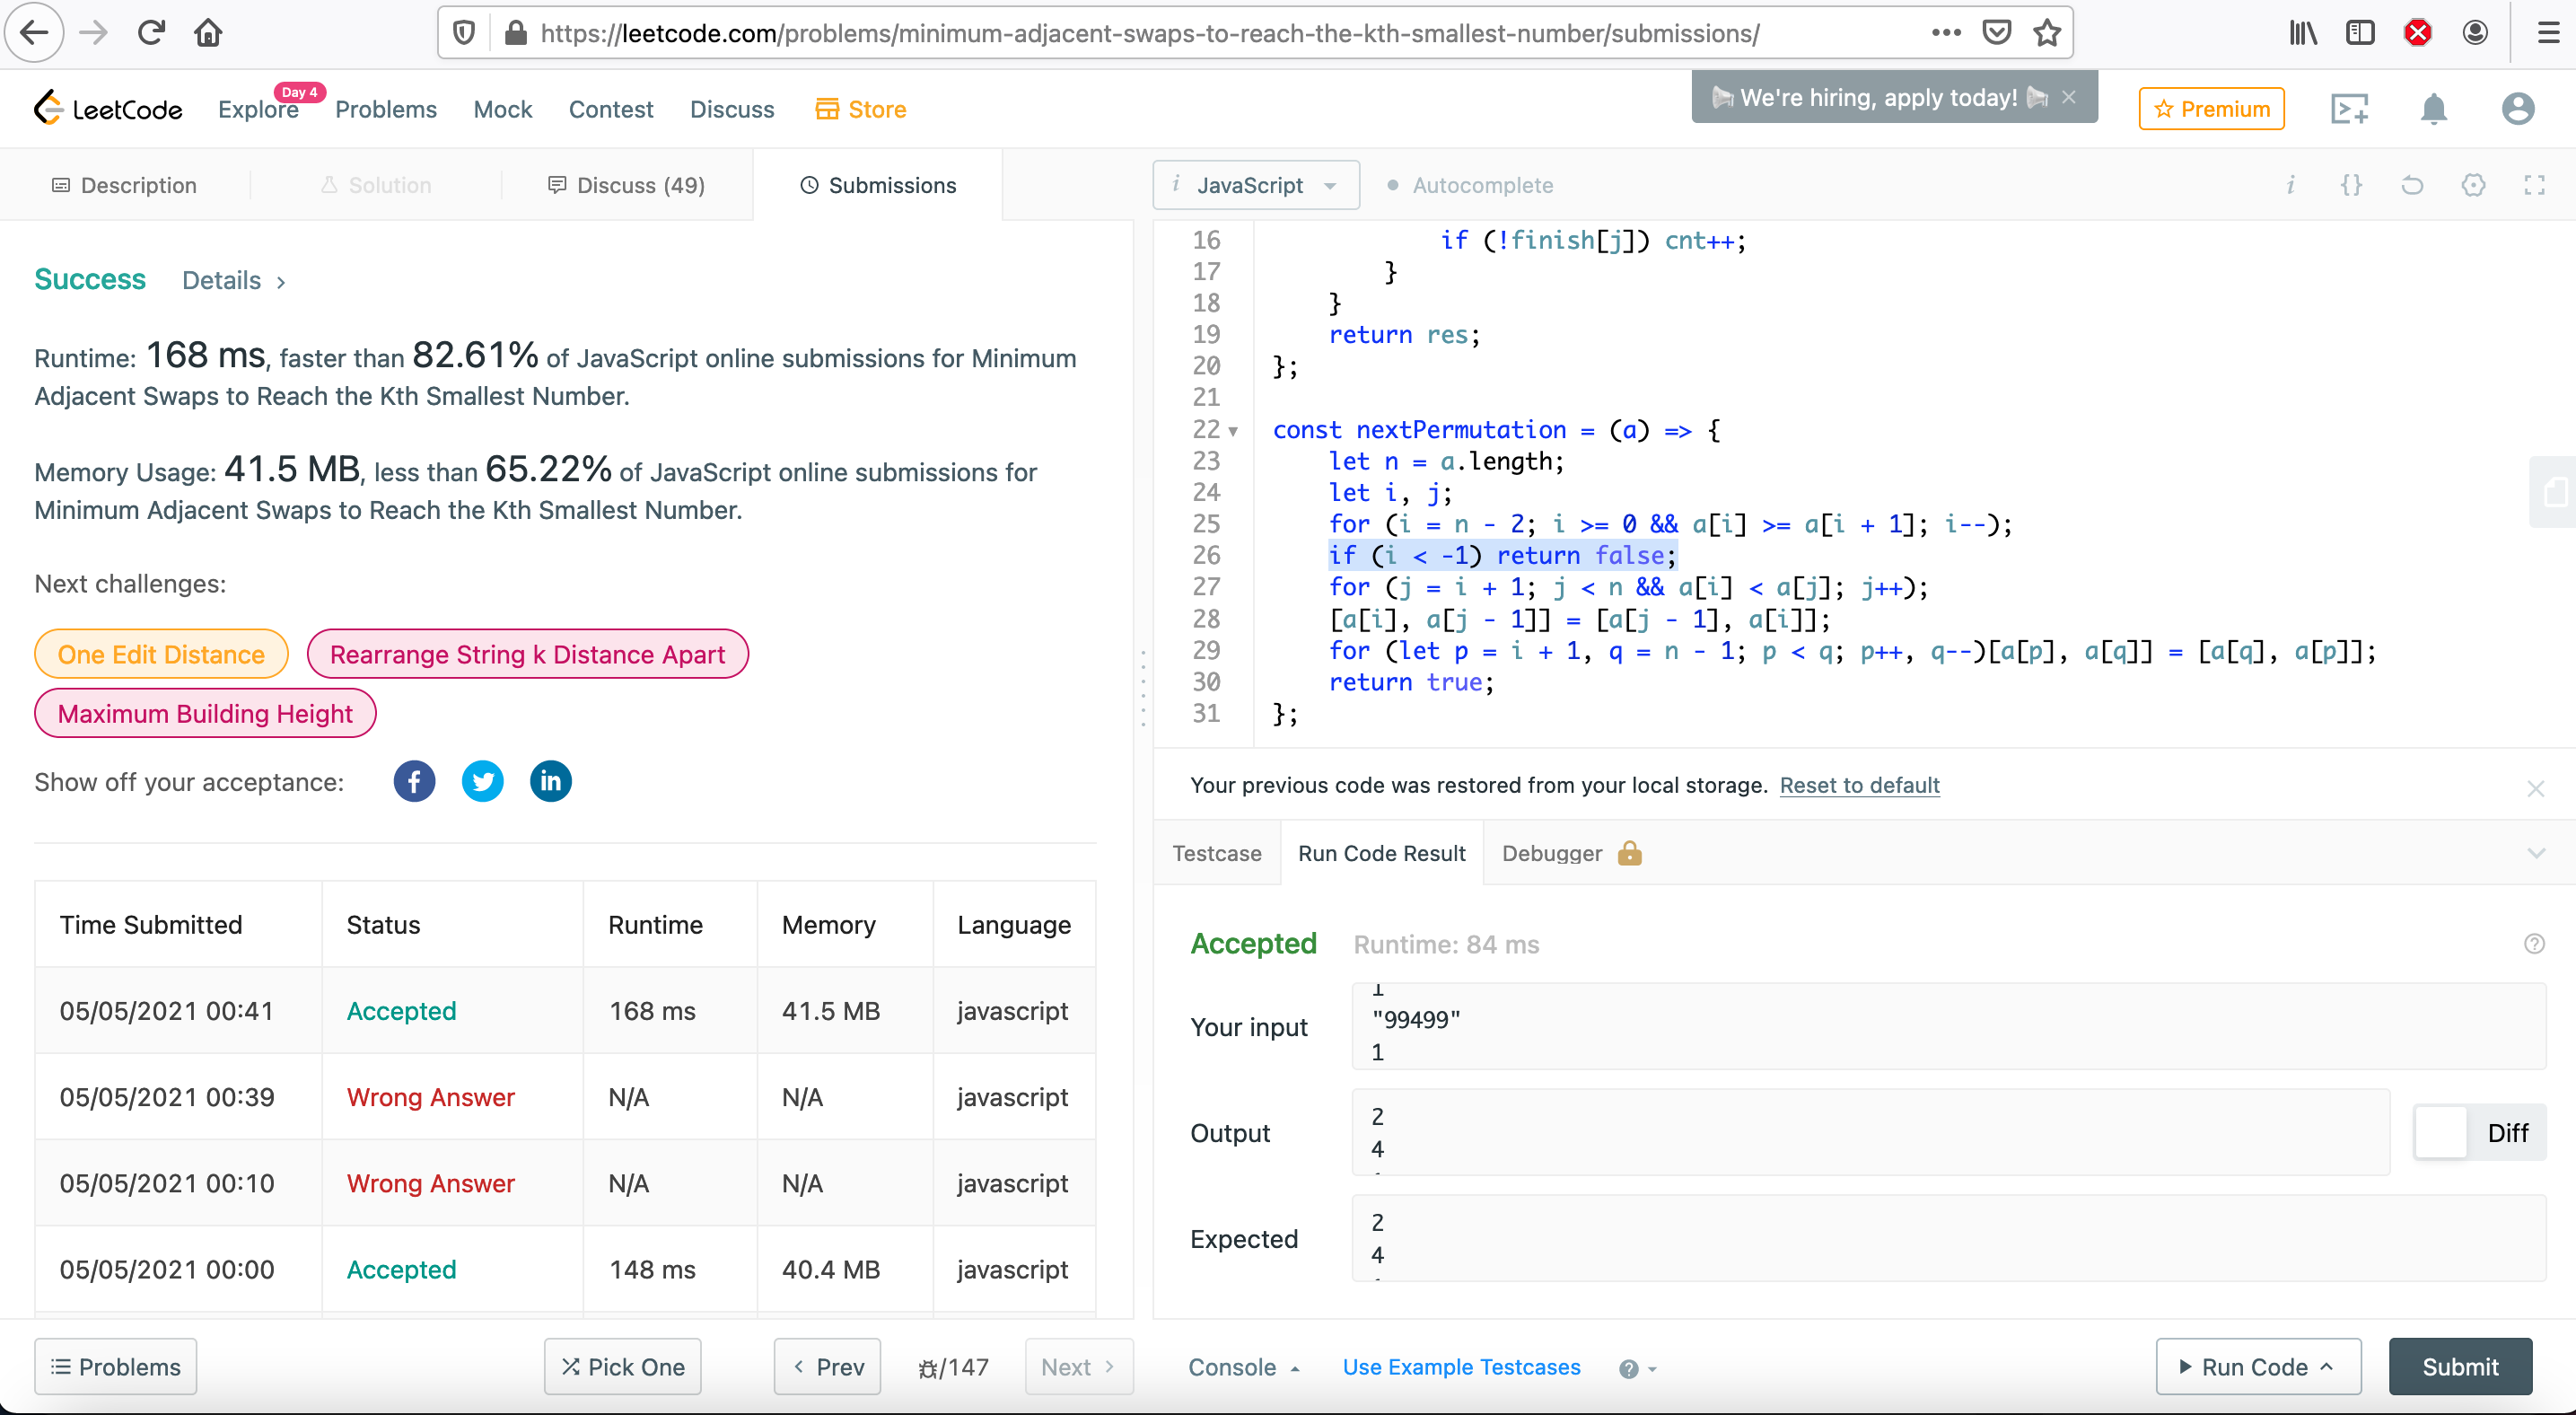 https://leetcode.com/problems/minimum-adjacent-swaps-to-reach-the-kth-smallest-number/submissions/
LeetCode
Explore
Day 4
Problems
Mock
Contest
Discuss
Store
We're hiring, apply today!
Premium
Description
Solution
Discuss (49)
Submissions
Success
Details
Runtime: 168 ms, faster than 82.61% of JavaScript online submissions for Minimum
Adjacent Swaps to Reach the Kth Smallest Number.
Memory Usage: 41.5 MB, less than 65.22% of JavaScript online submissions for
Minimum Adjacent Swaps to Reach the Kth Smallest Number.
Next challenges:
One Edit Distance
Rearrange String k Distance Apart
Maximum Building Height
Show off your acceptance:
Time Submitted Status Runtime Memory Language
05/05/2021 00:41 Accepted 168 ms 41.5 MB javascript
05/05/2021 00:39 Wrong Answer N/A N/A javascript
05/05/2021 00:10 Wrong Answer N/A N/A javascript
05/05/2021 00:00 Accepted 148 ms 40.4 MB javascript
Problems
Pick One
Prev
/147
Next
i JavaScript
Autocomplete
16 if (!finish[j]) cnt++;
17 }
18 }
19 return res;
20 };
21
22 const nextPermutation = (a) => {
23 let n = a.length;
24 let i, j;
25 for (i = n - 2; i >= 0 && a[i] >= a[i + 1]; i--);
26 if (i < -1) return false;
27 for (j = i + 1; j < n && a[i] < a[j]; j++);
28 [a[i], a[j - 1]] = [a[j - 1], a[i]];
29 for (let p = i + 1, q = n - 1; p < q; p++, q--)[a[p], a[q]] = [a[q], a[p]];
30 return true;
31 };
Your previous code was restored from your local storage. Reset to default
Testcase
Run Code Result
Debugger
Accepted
Runtime: 84 ms
Your input
1
"99499"
1
Output
2
4
Diff
Expected
2
4
Console
Use Example Testcases
Run Code
Submit